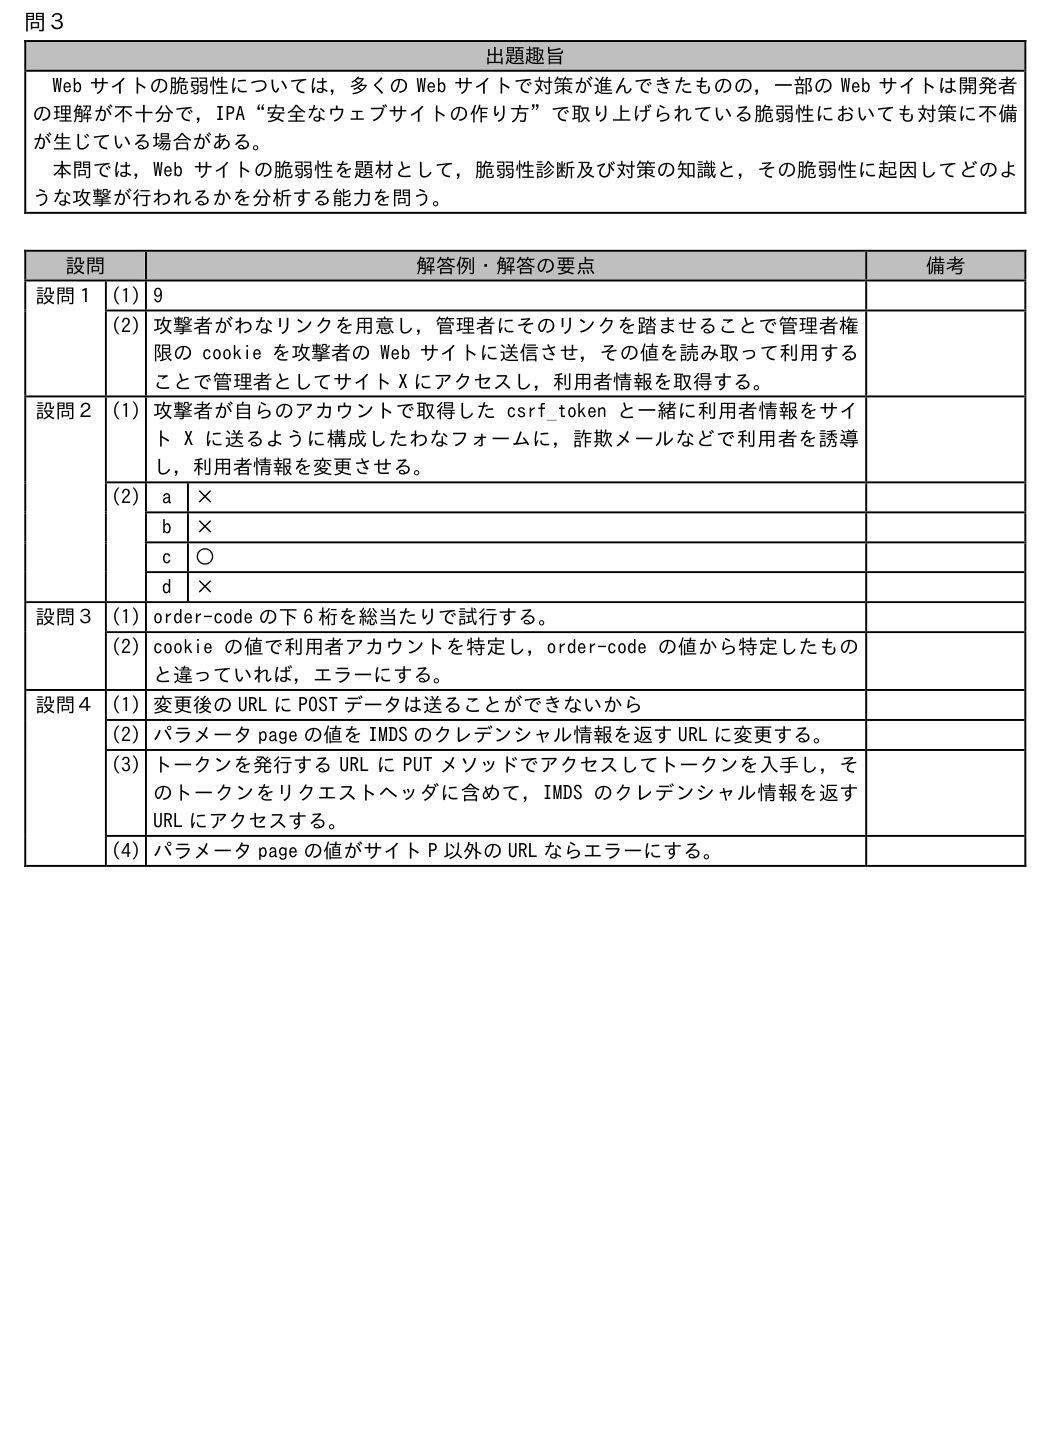 問３
出題趣旨
Web サイトの脆弱性については，多くの Web サイトで対策が進んできたものの，一部の Web サイトは開発者
の理解が不十分で，IPA“安全なウェブサイトの作り方”で取り上げられている脆弱性においても対策に不備
が生じている場合がある。
本問では，Web サイトの脆弱性を題材として，脆弱性診断及び対策の知識と，その脆弱性に起因してどのよ
うな攻撃が行われるかを分析する能力を問う。
設問 解答例・解答の要点 備考
設問１ (1) 9
(2) 攻撃者がわなリンクを用意し，管理者にそのリンクを踏ませることで管理者権
限の cookie を攻撃者の Web サイトに送信させ，その値を読み取って利用する
ことで管理者としてサイト X にアクセスし，利用者情報を取得する。
設問２ (1) 攻撃者が自らのアカウントで取得した csrf_token と一緒に利用者情報をサイ
ト X に送るように構成したわなフォームに，詐欺メールなどで利用者を誘導
し，利用者情報を変更させる。
(2) a ×
b ×
c ○
d ×
設問３ (1) order-code の下 6 桁を総当たりで試行する。
(2) cookie の値で利用者アカウントを特定し，order-code の値から特定したもの
と違っていれば，エラーにする。
設問４ (1) 変更後の URL に POST データは送ることができないから
(2) パラメータ page の値を IMDS のクレデンシャル情報を返す URL に変更する。
(3) トークンを発行する URL に PUT メソッドでアクセスしてトークンを入手し，そ
のトークンをリクエストヘッダに含めて，IMDS のクレデンシャル情報を返す
URL にアクセスする。
(4) パラメータ page の値がサイト P 以外の URL ならエラーにする。